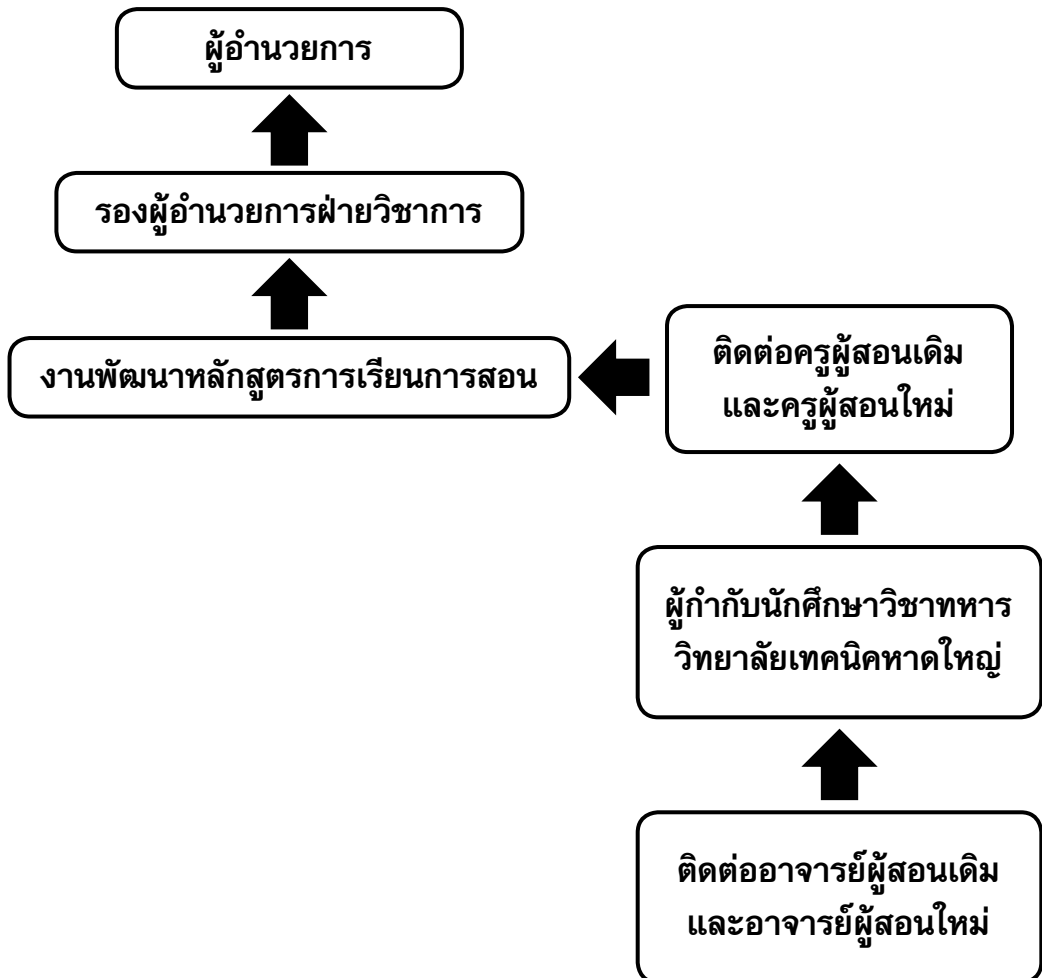 ผู้อำนวยการ
รองผู้อำนวยการฝ่ายวิชาการ
งานพัฒนาหลักสูตรการเรียนการสอน
ติดต่อครูผู้สอนเดิม
และครูผู้สอนใหม่
ผู้กำกับนักศึกษาวิชาทหาร
วิทยาลัยเทคนิคหาดใหญ่
ติดต่ออาจารย์ผู้สอนเดิม
และอาจารย์ผู้สอนใหม่